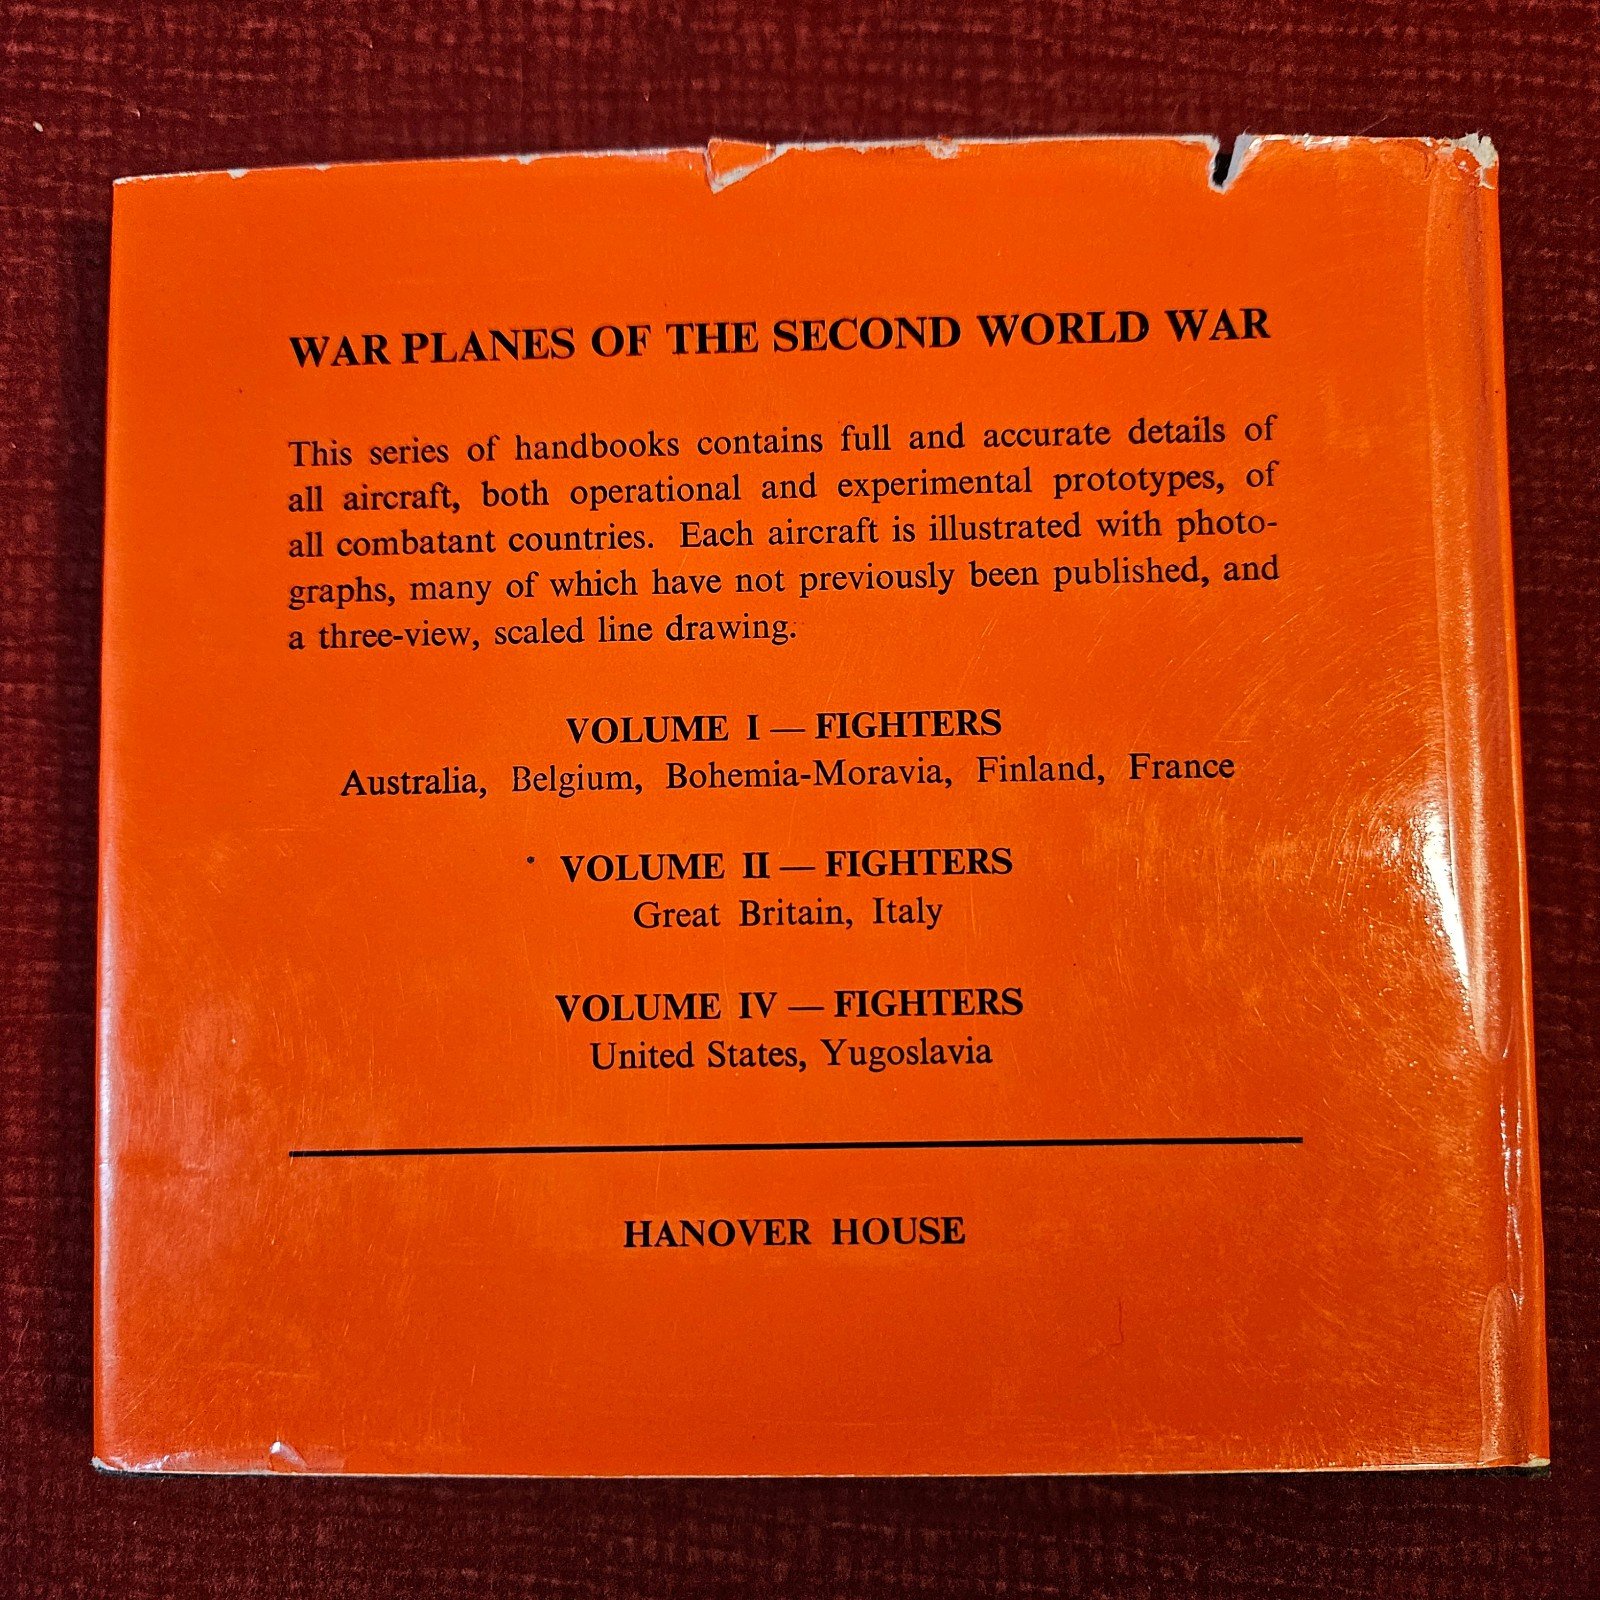 WAR PLANES OF THE SECOND WORLD WAR
This series of handbooks contains full and accurate details of
all aircraft, both operational and experimental prototypes, of
all combatant countries. Each aircraft is illustrated with photo-
graphs, many of which have not previously been published, and
a three-view, scaled line drawing.
VOLUME I — FIGHTERS
Australia, Belgium, Bohemia-Moravia, Finland, France
VOLUME II — FIGHTERS
Great Britain, Italy
VOLUME IV — FIGHTERS
United States, Yugoslavia
HANOVER HOUSE